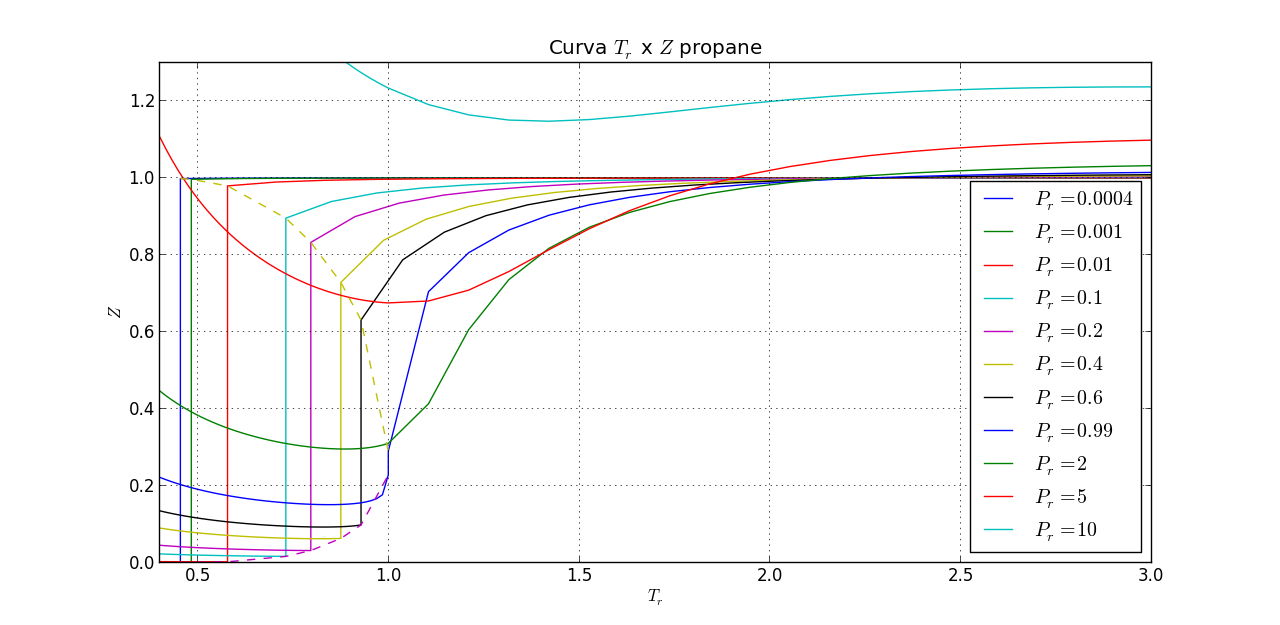 Curva T_r x Z propane
1.2
1.0
0.8
0.6
0.4
0.2
0.0
Z
0.5 1.0 1.5 2.0 2.5 3.0
T_r
P_r =0.0004
P_r =0.001
P_r =0.01
P_r =0.1
P_r =0.2
P_r =0.4
P_r =0.6
P_r =0.99
P_r =2
P_r =5
P_r =10